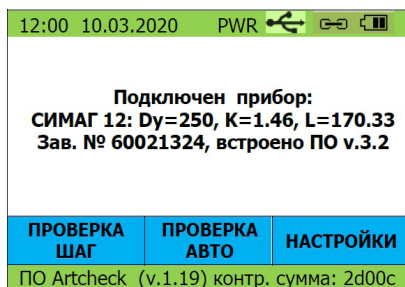 12:00 10.03.2020 PWR
Подключен прибор:
СИМАГ 12: Dy=250, K=1.46, L=170.33
Зав. № 60021324, встроено ПО v.3.2
ПРОВЕРКА ШАГ
ПРОВЕРКА АВТО
НАСТРОЙКИ
ПО Artcheck (v.1.19) контр. сумма: 2d00c